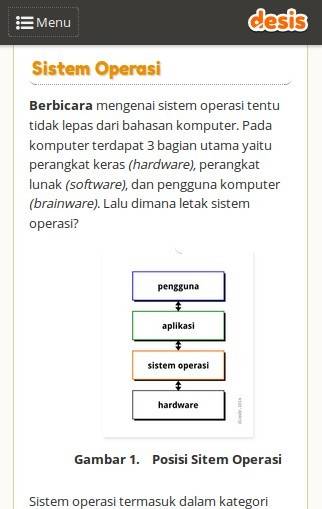 Menu
desis
Sistem Operasi
Berbicara mengenai sistem operasi tentu
tidak lepas dari bahasan komputer. Pada
komputer terdapat 3 bagian utama yaitu
perangkat keras (hardware), perangkat
lunak (software), dan pengguna komputer
(brainware). Lalu dimana letak sistem
operasi?
pengguna
aplikasi
sistem operasi
hardware
Gambar 1. Posisi Sitem Operasi
Sistem operasi termasuk dalam kategori